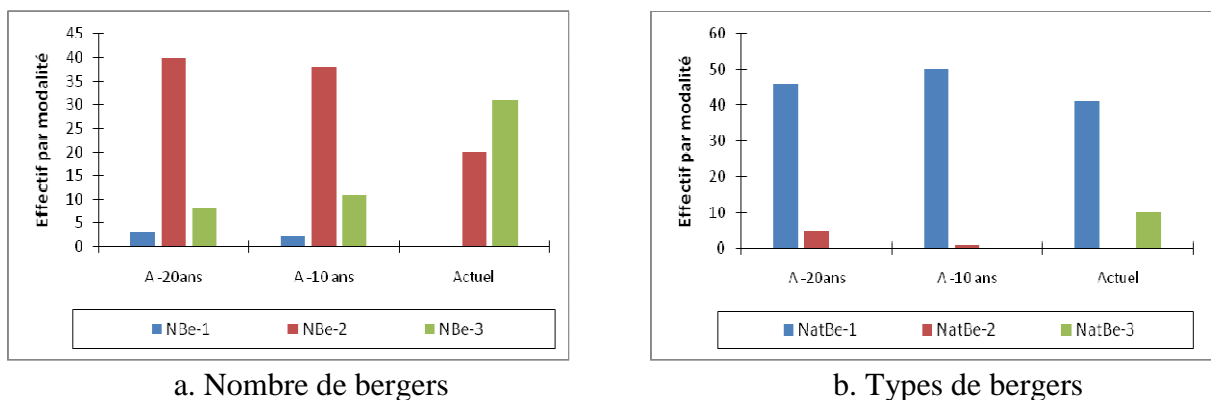 Effectif par modalité
45
40
35
30
25
20
15
10
5
0
A -20ans
A -10 ans
Actuel
NBe-1
NBe-2
NBe-3
a. Nombre de bergers
Effectif par modalité
60
50
40
30
20
10
0
A -20ans
A -10 ans
Actuel
NatBe-1
NatBe-2
NatBe-3
b. Types de bergers